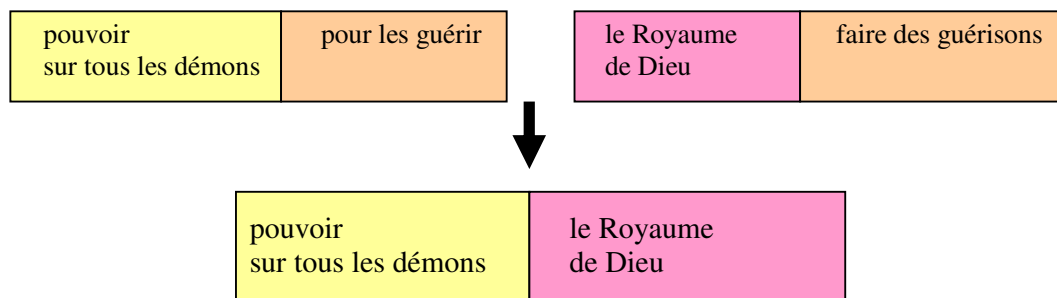 pouvoir
sur tous les démons
pour les guérir
le Royaume
de Dieu
faire des guérisons
pouvoir
sur tous les démons
le Royaume
de Dieu